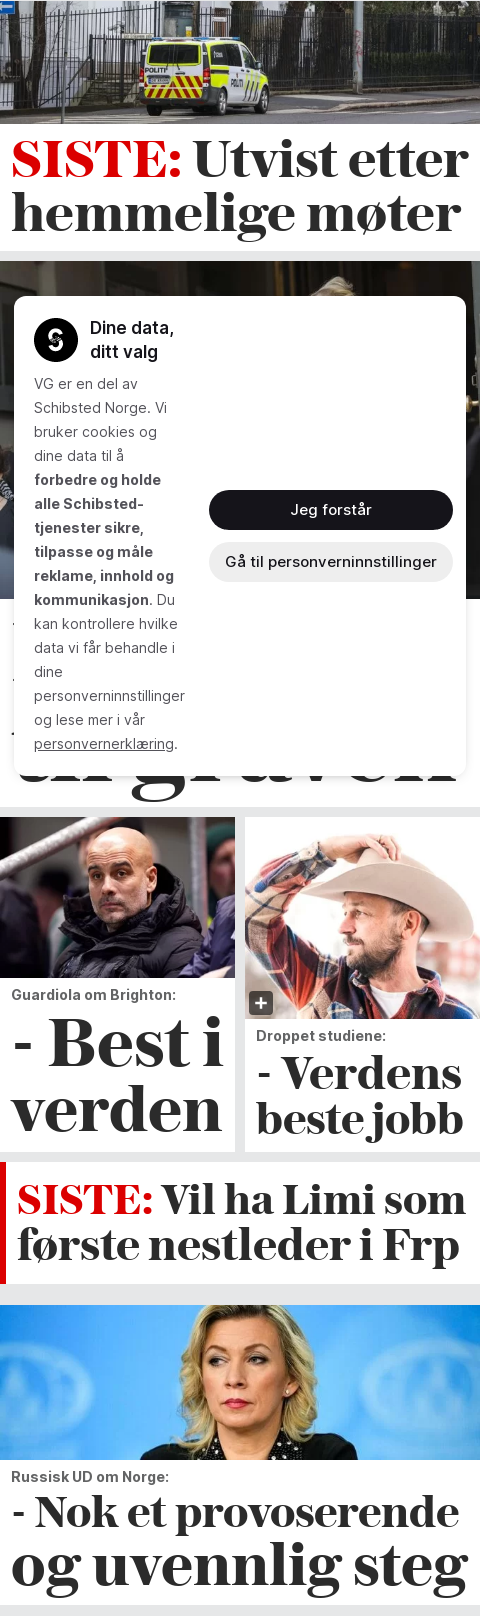 POLITI
POLITI
SISTE: Utvist etter
hemmelige møter
Dine data,
ditt valg
VG er en del av
Schibsted Norge. Vi
bruker cookies og
dine data til å
forbedre og holde
alle Schibsted-
tjenester sikre,
tilpasse og måle
reklame, innhold og
kommunikasjon. Du
kan kontrollere hvilke
data vi får behandle i
dine
personverninnstillinger
og lese mer i vår
personvernerklæring.
Jeg forstår
Gå til personverninnstillinger
Guardiola om Brighton:
- Best i
verden
Droppet studiene:
- Verdens
beste jobb
SISTE: Vil ha Limi som
første nestleder i Frp
Russisk UD om Norge:
- Nok et provoserende
og uvennlig steg